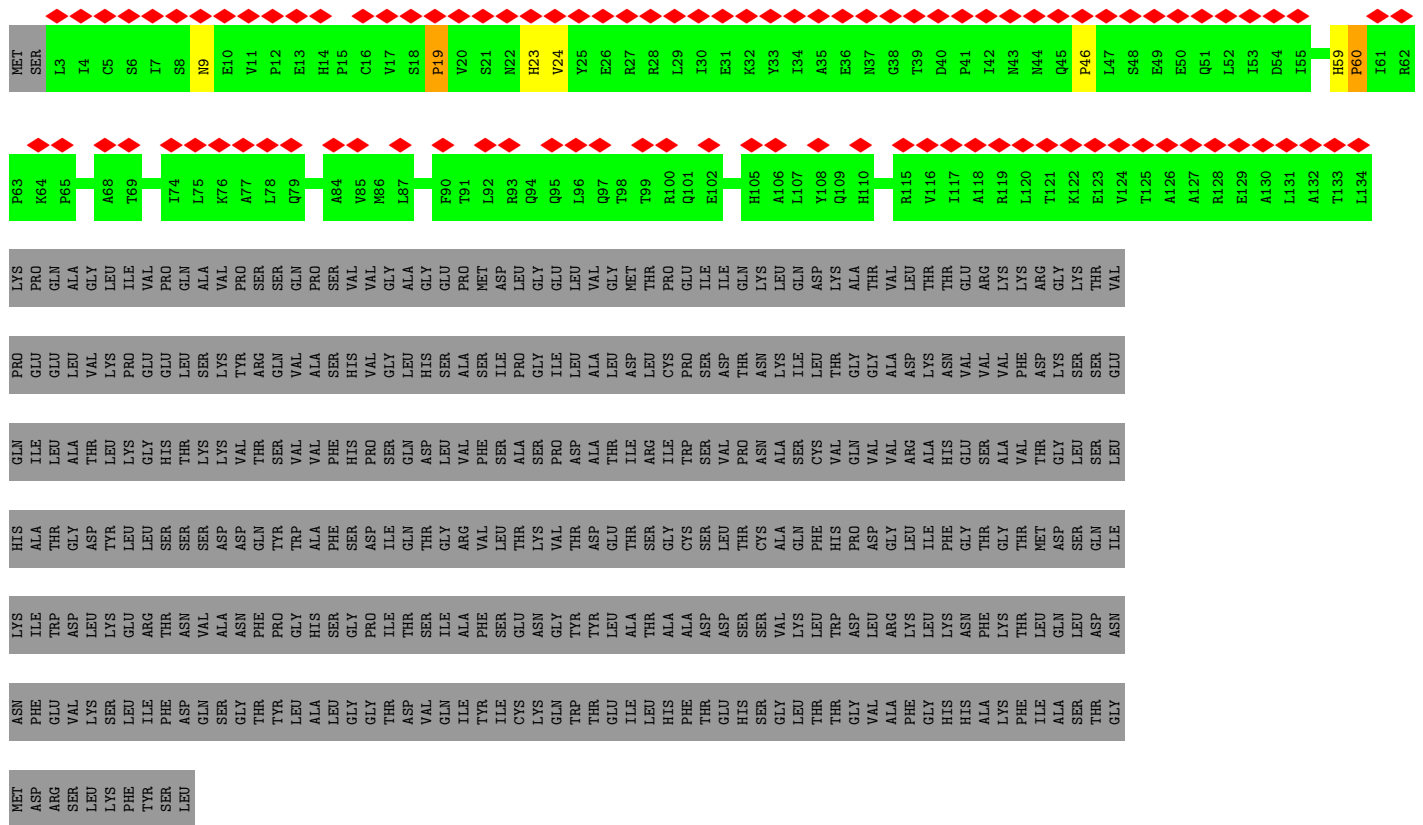 MET SER L3 I4 C5 S6 I7 S8 N9 E10 V11 P12 E13 H14 P15 C16 V17 S18 P19 V20 S21 N22 H23 V24 Y25 E26 R27 R28 L29 I30 E31 K32 Y33 I34 A35 E36 N37 G38 T39 D40 P41 I42 N43 N44 Q45 P46 L47 S48 E49 E50 Q51 L52 I53 D54 I55 H59 P60 I61 R62
P63 K64 P65 A68 T69 I74 L75 K76 A77 L78 Q79 A84 V85 M86 L87 F90 T91 L92 R93 Q94 Q95 L96 Q97 T98 T99 R100 Q101 E102 H105 A106 L107 Y108 Q109 H110 R115 V116 I117 A118 R119 L120 T121 K122 E123 V124 T125 A126 A127 R128 E129 A130 L131 A132 T133 L134
LYS PRO GLN ALA GLY LEU ILE VAL PRO GLN ALA VAL PRO SER SER GLN PRO SER VAL VAL GLY ALA GLY GLU PRO MET ASP LEU GLY GLU LEU VAL GLY MET THR PRO GLU ILE ILE GLN LYS LEU GLN ASP LYS ALA THR VAL LEU THR THR GLU ARG LYS LYS ARG GLY LYS THR VAL
PRO GLU GLU LEU VAL LYS PRO GLU GLU LEU SER LYS TYR ARG GLN VAL ALA SER HIS VAL GLY LEU HIS SER ALA SER ILE PRO GLY ILE LEU ALA LEU ASP LEU CYS PRO SER ASP THR ASN LYS ILE LEU THR GLY GLY ALA ASP LYS ASN VAL VAL VAL PHE ASP LYS SER SER GLU
GLN ILE LEU ALA THR LEU LYS GLY HIS THR LYS LYS VAL THR SER VAL VAL PHE HIS PRO SER GLN ASP LEU VAL PHE SER ALA SER PRO ASP ALA THR ILE ARG ILE TRP SER VAL PRO ASN ALA SER CYS VAL GLN VAL VAL ARG ALA HIS GLU SER ALA VAL THR GLY LEU SER LEU
HIS ALA THR GLY ASP TYR LEU LEU SER SER SER ASP ASP GLN TYR TRP ALA PHE SER ASP ILE GLN THR GLY ARG VAL LEU THR LYS VAL THR ASP GLU THR SER GLY CYS SER LEU THR CYS ALA GLN PHE HIS PRO ASP GLY LEU ILE PHE GLY THR GLY THR MET ASP SER GLN ILE
LYS ILE TRP ASP LEU LYS GLU ARG THR ASN VAL ALA ASN PHE PRO GLY HIS SER GLY PRO ILE THR SER ILE ALA PHE SER GLU ASN GLY TYR TYR LEU ALA THR ALA ALA ASP ASP SER SER VAL LYS LEU TRP ASP LEU ARG LYS LEU LYS ASN PHE LYS THR LEU GLN LEU ASP ASN
ASN PHE GLU VAL LYS SER LEU ILE PHE ASP GLN SER GLY THR TYR LEU ALA LEU GLY GLY THR ASP VAL GLN ILE TYR ILE CYS LYS GLN TRP THR GLU ILE LEU HIS PHE THR GLU HIS SER GLY LEU THR THR GLY VAL ALA PHE GLY HIS HIS ALA LYS PHE ILE ALA SER THR GLY
MET ASP ARG SER LEU LYS PHE TYR SER LEU